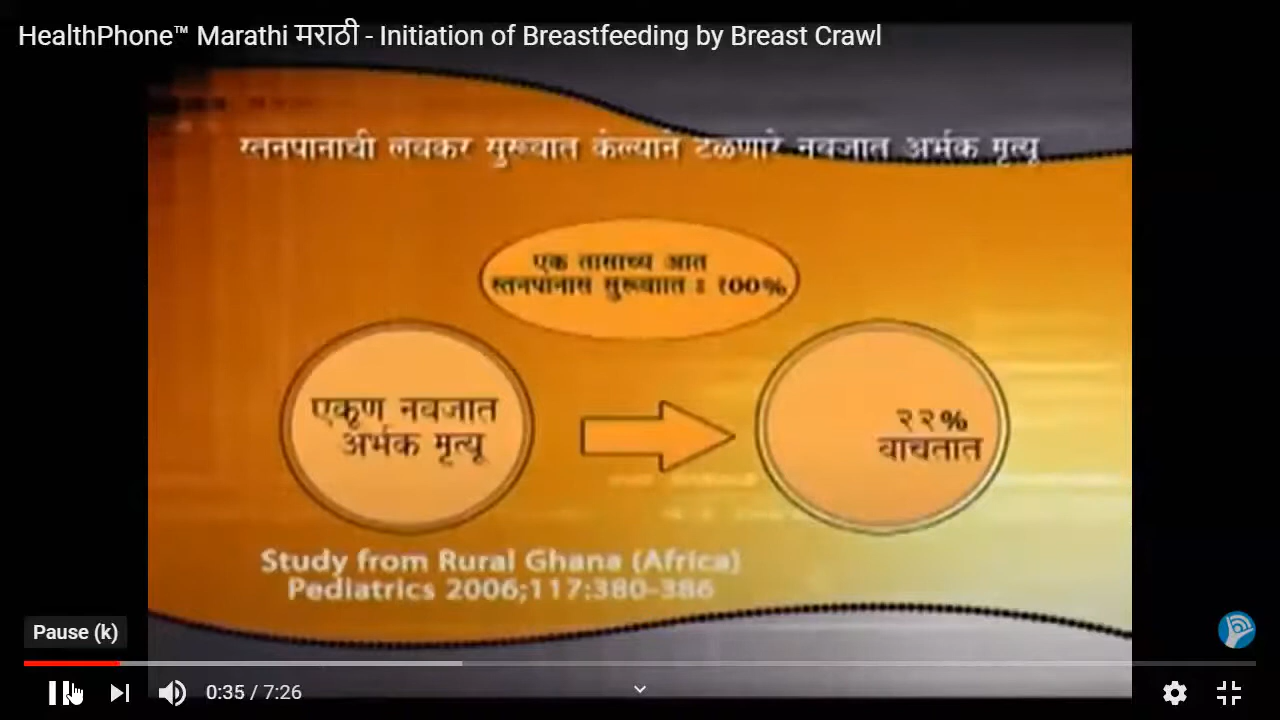 HealthPhone™ Marathi मराठी - Initiation of Breastfeeding by Breast Crawl
स्तनपानाची लवकर सुरूवात केल्याने टळणारे नवजात अर्भक मृत्यू
एक तासाच्य आत
स्तनपानास सुरूवाात : १00%
एकूण नवजात
अर्भक मृत्यू
२२%
वाचतात
Study from Rural Ghana (Africa)
Pediatrics 2006;117:380-386
Pause (k)
0:35 / 7:26